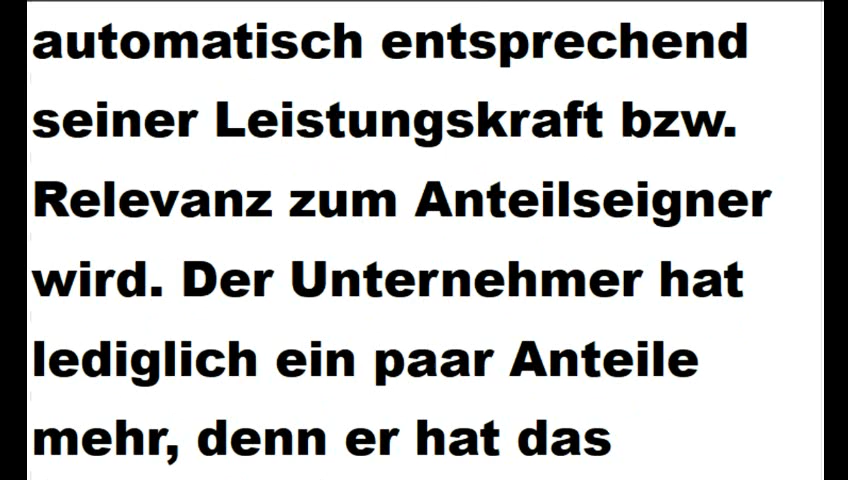 automatisch entsprechend
seiner Leistungskraft bzw.
Relevanz zum Anteilseigner
wird. Der Unternehmer hat
lediglich ein paar Anteile
mehr, denn er hat das